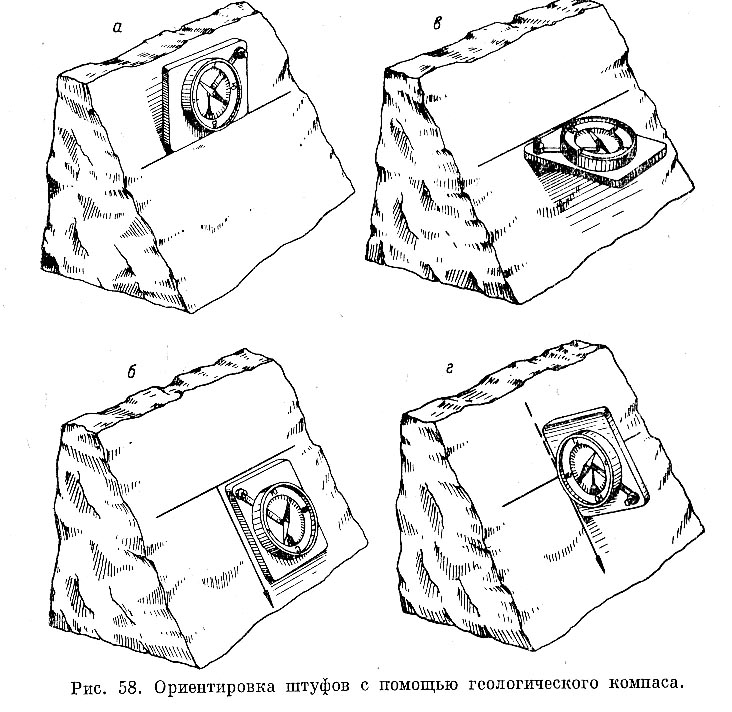 а
в
б
г
Рис. 58. Ориентировка штуфов с помощью геологического компаса.